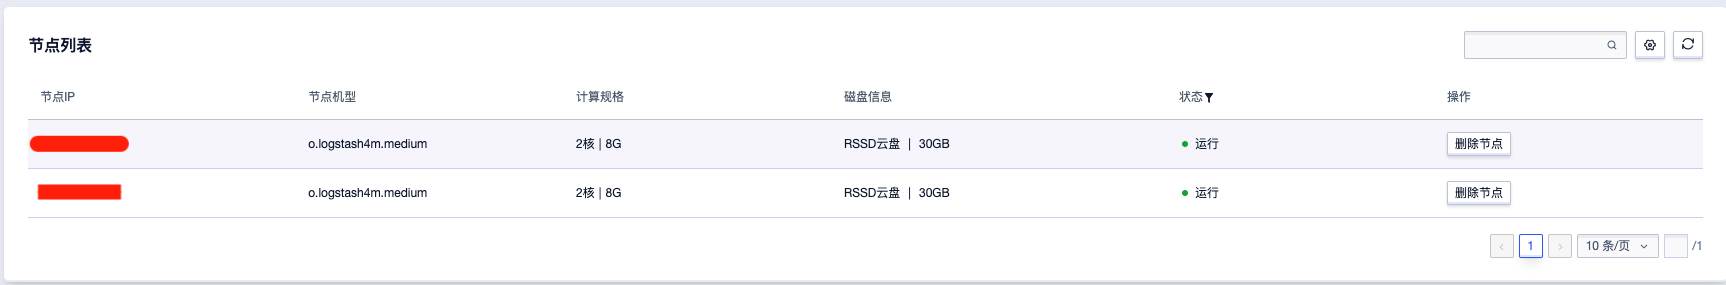 节点列表
节点IP 节点机型 计算规格 磁盘信息 状态 操作
o.logstash4m.medium 2核 | 8G RSSD云盘 | 30GB 运行 删除节点
o.logstash4m.medium 2核 | 8G RSSD云盘 | 30GB 运行 删除节点
< 1 > 10 条/页 /1